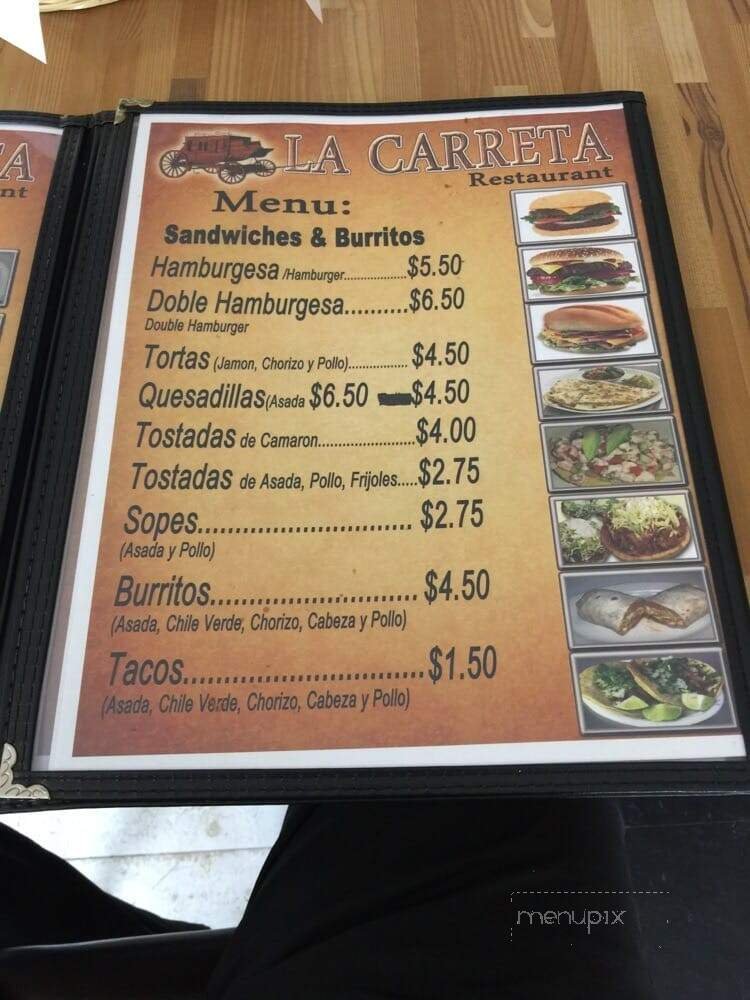 A
nt
LA CARRETA
Restaurant
Menu:
Sandwiches & Burritos
Hamburgesa /Hamburger...................$5.50
Doble Hamburgesa..........$6.50
Double Hamburger
Tortas (Jamon, Chorizo y Pollo)................. $4.50
Quesadillas(Asada $6.50 $4.50
Tostadas de Camaron.......................$4.00
Tostadas de Asada, Pollo, Frijoles.....$2.75
Sopes............................. $2.75
(Asada y Pollo)
Burritos............................ $4.50
(Asada, Chile Verde, Chorizo, Cabeza y Pollo)
Tacos................................$1.50
(Asada, Chile Verde, Chorizo, Cabeza y Pollo)
menupix